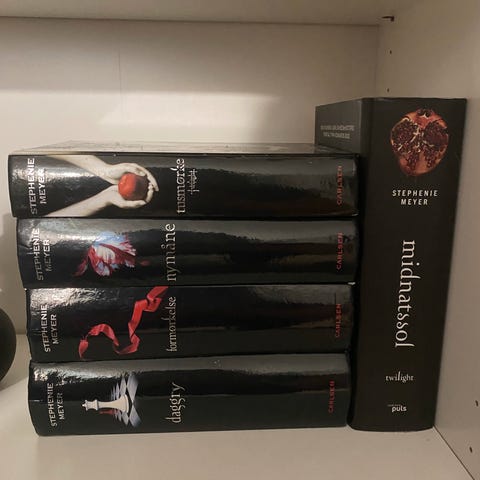 STEPHENIE
MEYER
tusmørke
twilight
CARLSEN
STEPHENIE
MEYER
nymåne
CARLSEN
STEPHENIE
MEYER
formørkelse
CARLSEN
STEPHENIE
MEYER
daggry
CARLSEN
STEPHENIE
MEYER
midnatssol
twilight
puls